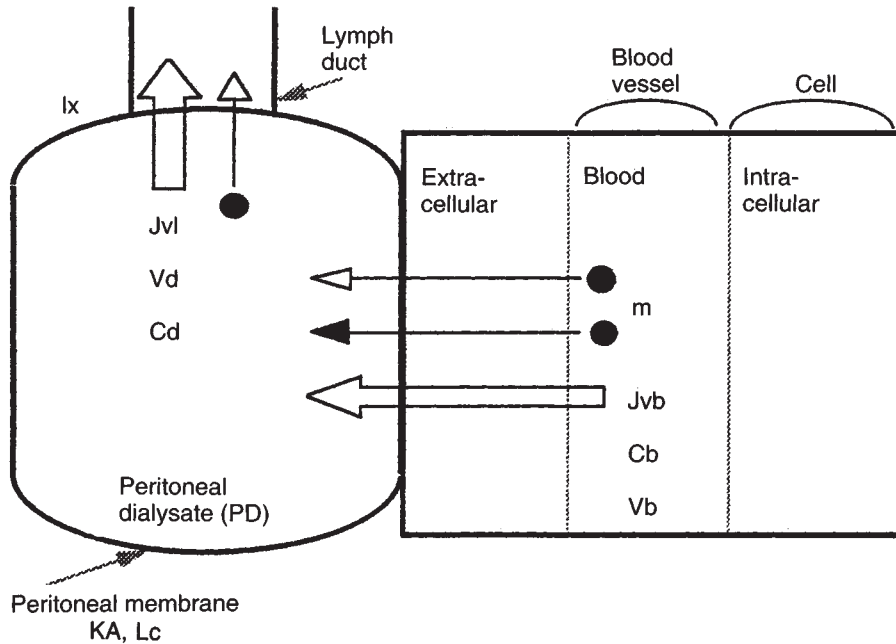 Lymph
duct
Blood
vessel
Cell
lx
Extra-
cellular
Blood
Intra-
cellular
Jvl
Vd
m
Cd
Jvb
Cb
Vb
Peritoneal
dialysate (PD)
Peritoneal membrane
KA, Lc